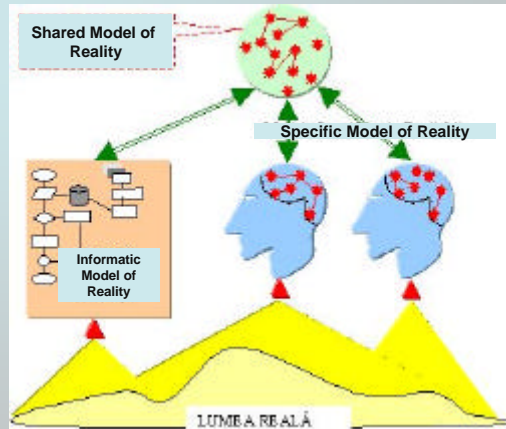 Shared Model of
Reality
Specific Model of Reality
Informatic
Model of
Reality
LUMEA REALĂ